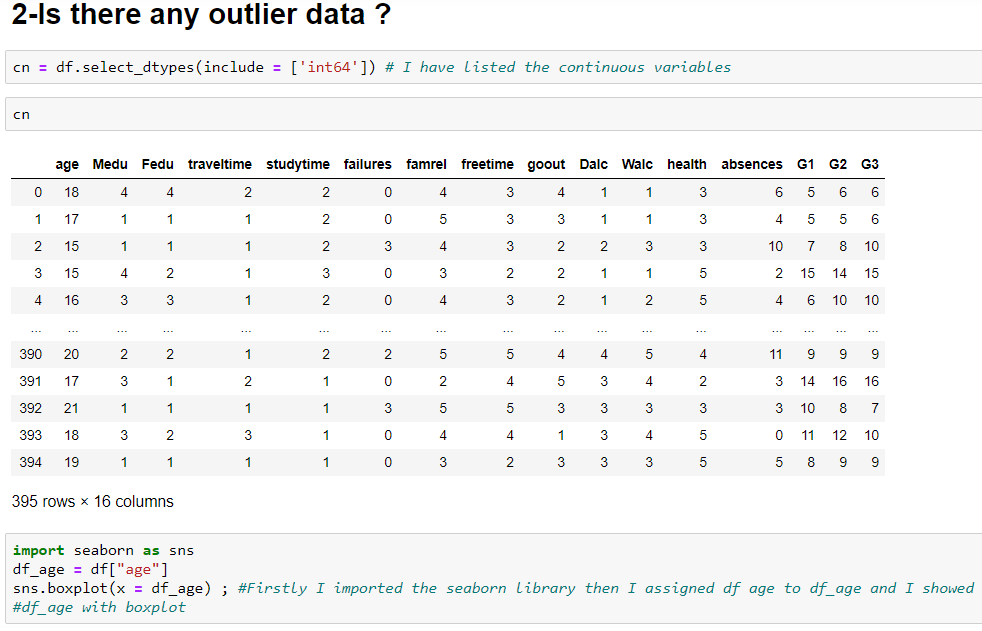 2-Is there any outlier data ?
cn = df.select_dtypes(include = ['int64']) # I have listed the continuous variables
cn
age Medu Fedu traveltime studytime failures famrel freetime goout Dalc Walc health absences G1 G2 G3
0 18 4 4 2 2 0 4 3 4 1 1 3 6 5 6 6
1 17 1 1 1 2 0 5 3 3 1 1 3 4 5 5 6
2 15 1 1 1 2 3 4 3 2 2 3 3 10 7 8 10
3 15 4 2 1 3 0 3 2 2 1 1 5 2 15 14 15
4 16 3 3 1 2 0 4 3 2 1 2 5 4 6 10 10
... ... ... ... ... ... ... ... ... ... ... ... ... ... ... ... ...
390 20 2 2 1 2 2 5 5 4 4 5 4 11 9 9 9
391 17 3 1 2 1 0 2 4 5 3 4 2 3 14 16 16
392 21 1 1 1 1 3 5 5 3 3 3 3 3 10 8 7
393 18 3 2 3 1 0 4 4 1 3 4 5 0 11 12 10
394 19 1 1 1 1 0 3 2 3 3 3 5 5 8 9 9
395 rows × 16 columns
import seaborn as sns
df_age = df["age"]
sns.boxplot(x = df_age) ; #Firstly I imported the seaborn library then I assigned df age to df_age and I showed
#df_age with boxplot